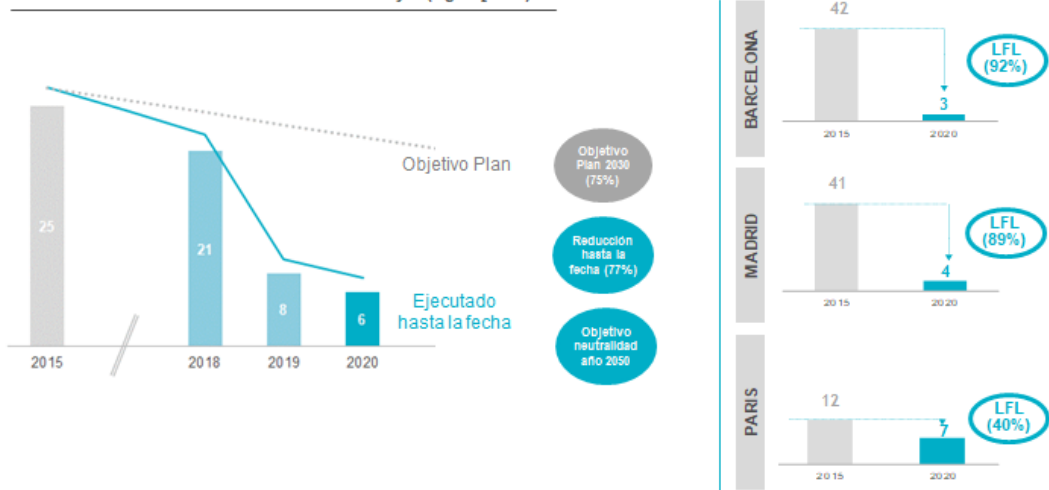 25
21
8
6
2015
2018
2019
2020
Objetivo Plan
Ejecutado
hasta la fecha
Objetivo
Plan 2030
(75%)
Reducción
hasta la
fecha (77%)
Objetivo
neutralidad
año 2050
BARCELONA
42
3
2015
2020
LFL
(92%)
MADRID
41
4
2015
2020
LFL
(89%)
PARIS
12
7
2015
2020
LFL
(40%)